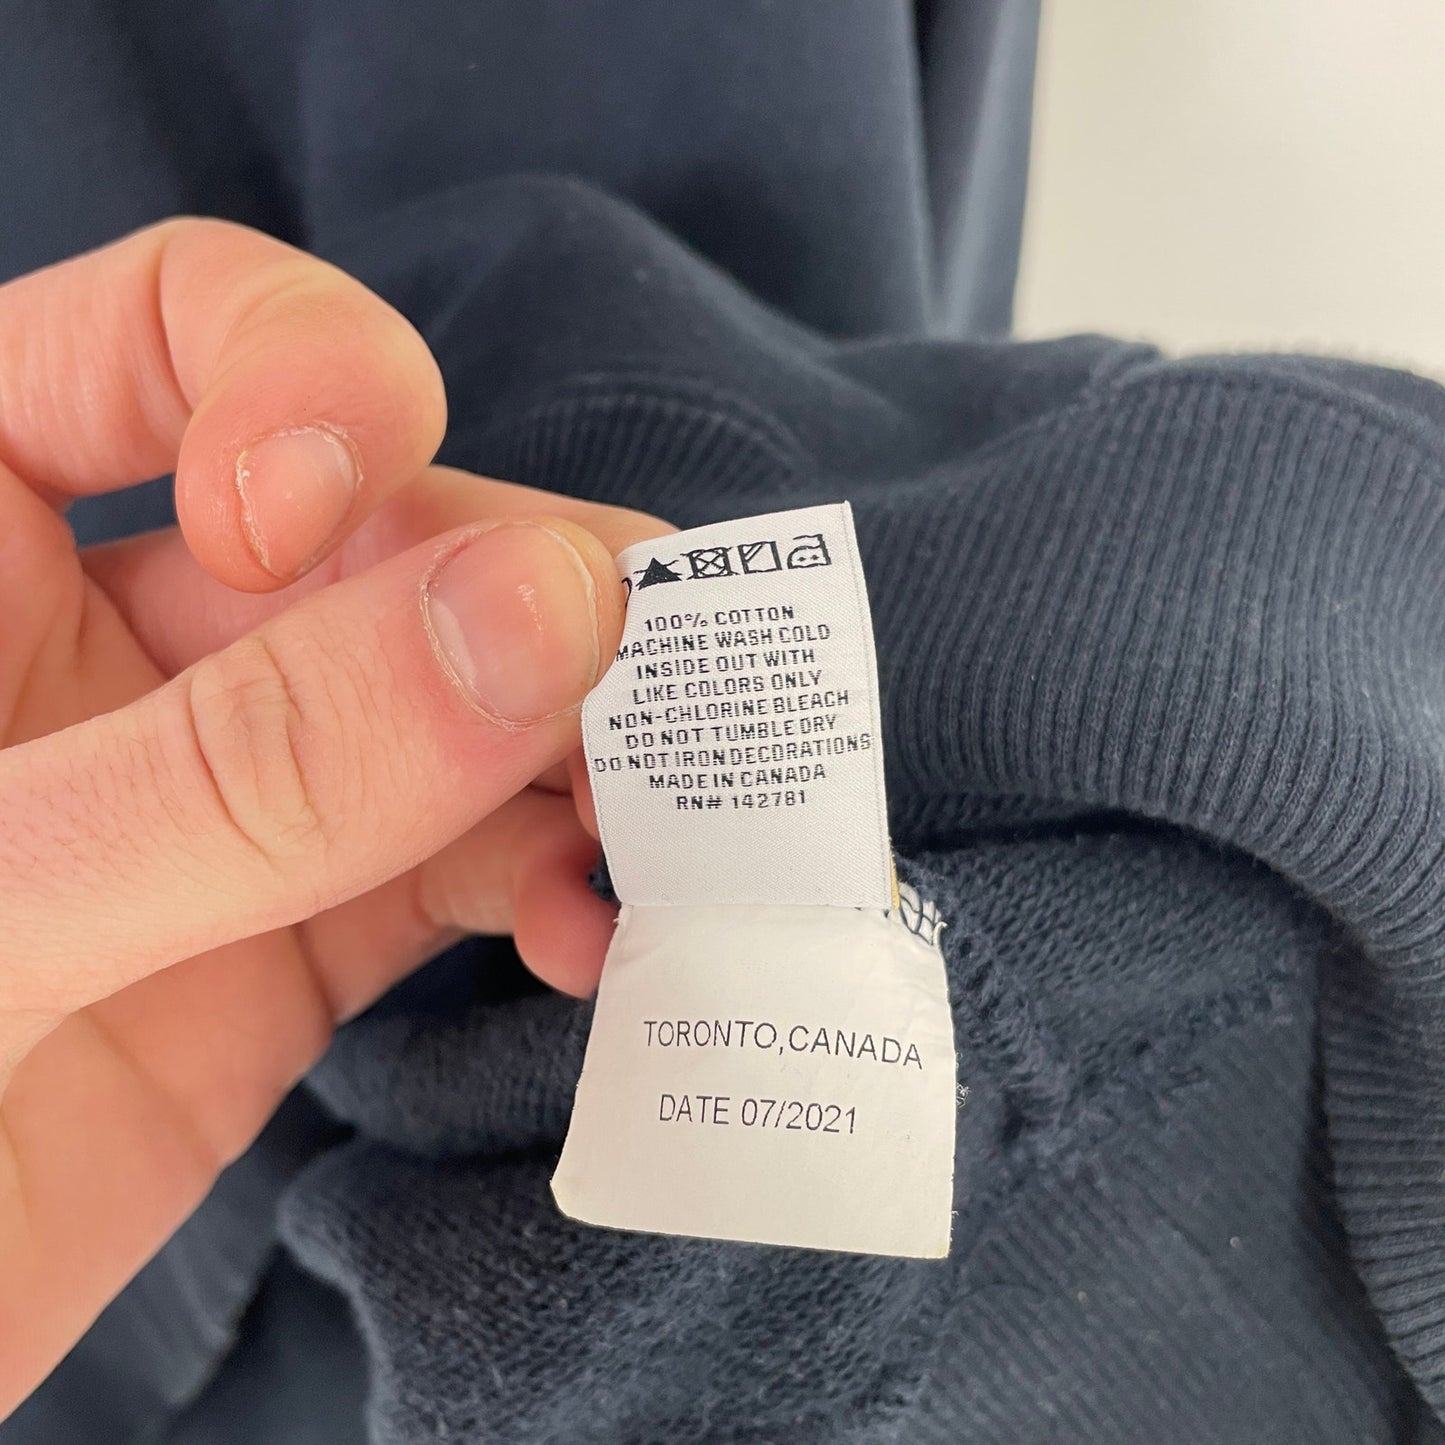 100% COTTON
MACHINE WASH COLD
INSIDE OUT WITH
LIKE COLORS ONLY
NON-CHLORINE BLEACH
DO NOT TUMBLE DRY
DO NOT IRON DECORATIONS
MADE IN CANADA
RN# 142781
TORONTO,CANADA
DATE 07/2021